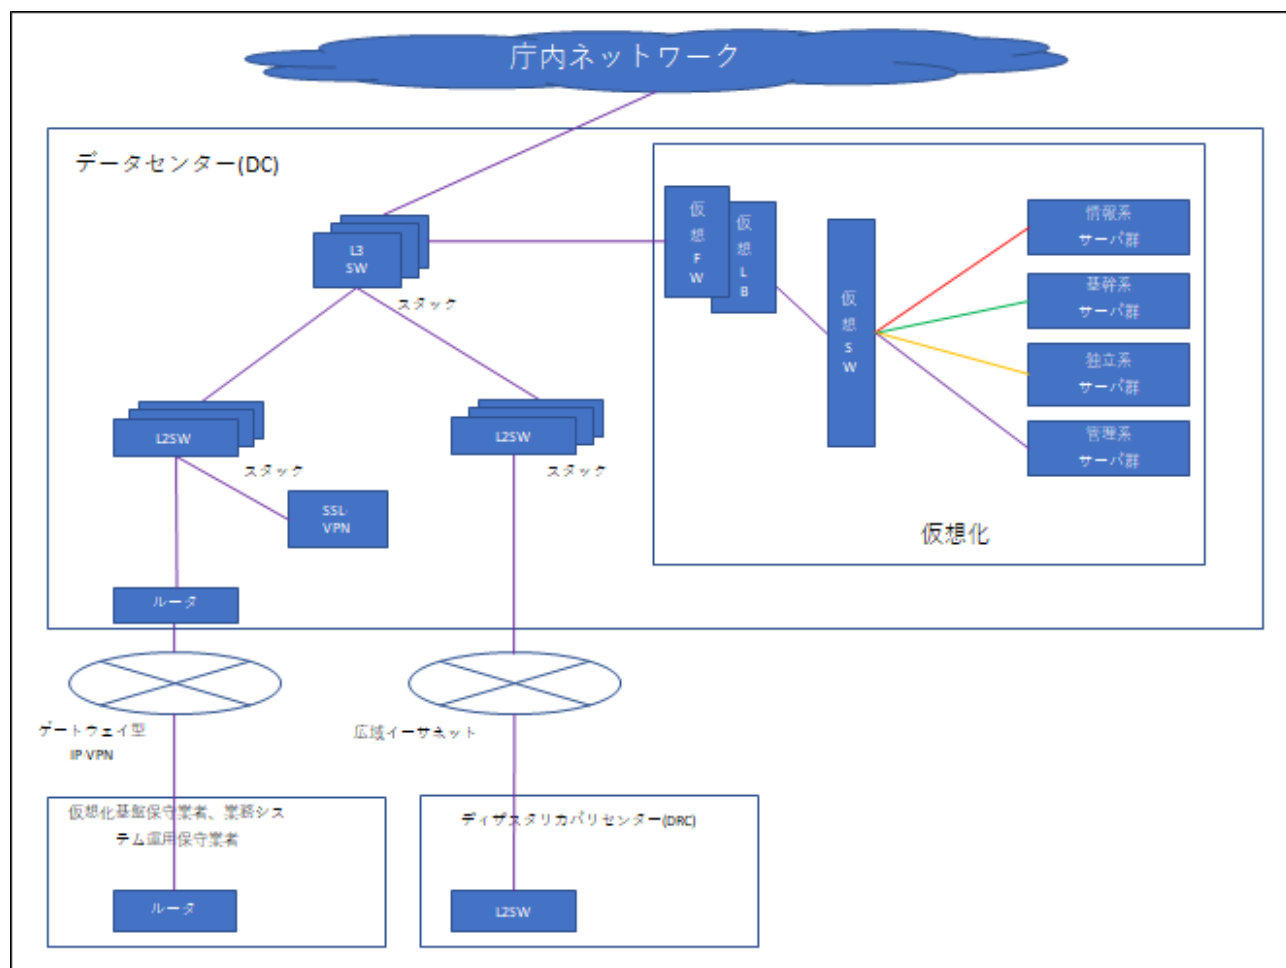 庁内ネットワーク
データセンター(DC)
仮想FW
仮想LB
仮想SW
情報系
サーバ群
基幹系
サーバ群
独立系
サーバ群
管理系
サーバ群
仮想化
L3
SW
スタック
L2SW
スタック
L2SW
スタック
SSL-
VPN
ルータ
ゲートウェイ型
IP-VPN
広域イーサネット
仮想化基盤保守業者、業務シス
テム運用保守業者
ルータ
ディザスタリカバリセンター(DRC)
L2SW